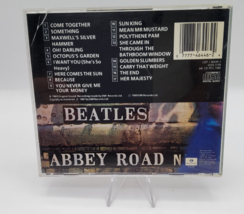 COME TOGETHER
SOMETHING
MAXWELL'S SILVER
HAMMER
OH! DARLING
OCTOPUS'S GARDEN
I WANT YOU (She's So
Heavy)
HERE COMES THE SUN
BECAUSE
YOU NEVER GIVE ME
YOUR MONEY
SUN KING
MEAN MR MUSTARD
POLYTHENE PAM
SHE CAME IN
THROUGH THE
BATHROOM WINDOW
GOLDEN SLUMBERS
CARRY THAT WEIGHT
THE END
HER MAJESTY
BEATLES
ABBEY ROAD N